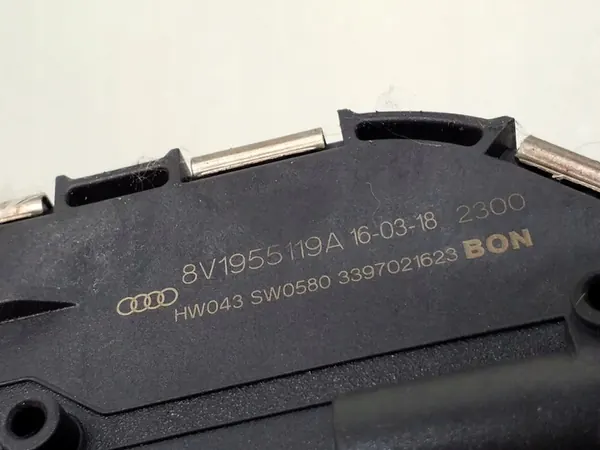 8V1955119A 16-03-18 2300
HW043 SW0580 3397021623 BON